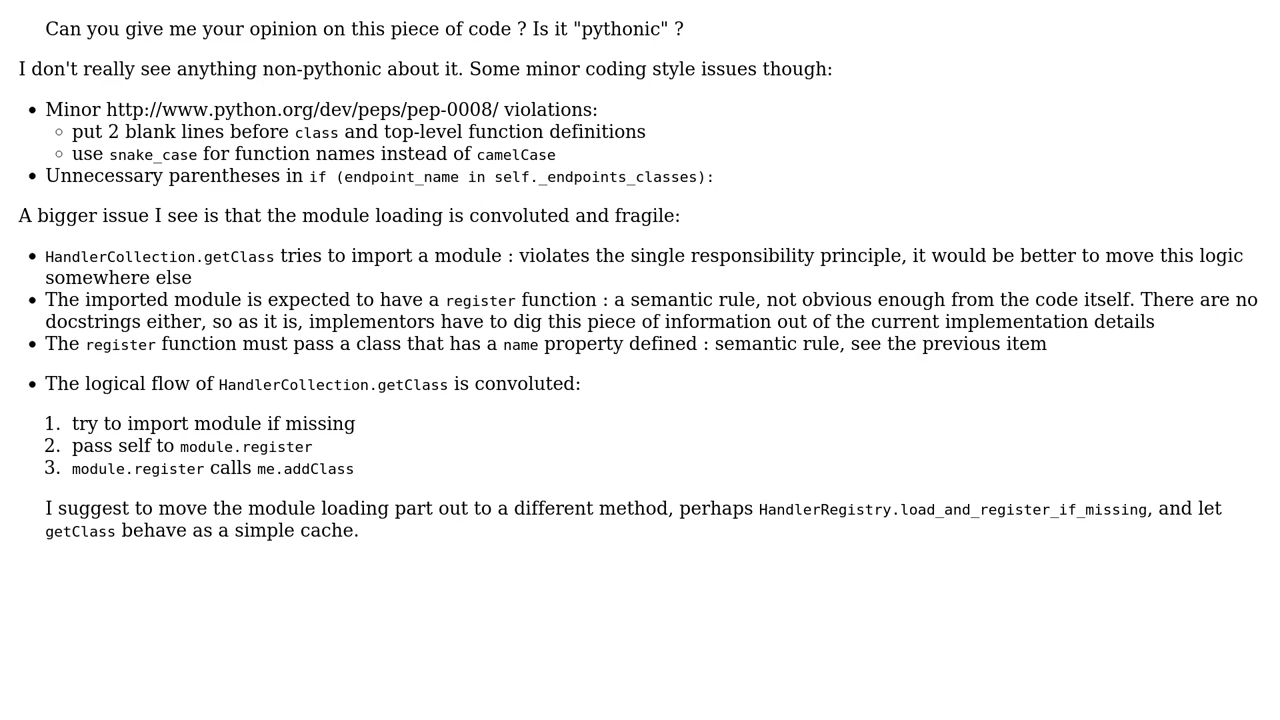 Can you give me your opinion on this piece of code ? Is it "pythonic" ?
I don't really see anything non-pythonic about it. Some minor coding style issues though:
• Minor http://www.python.org/dev/peps/pep-0008/ violations:
◦ put 2 blank lines before class and top-level function definitions
◦ use snake_case for function names instead of camelCase
• Unnecessary parentheses in if (endpoint_name in self._endpoints_classes):
A bigger issue I see is that the module loading is convoluted and fragile:
• HandlerCollection.getClass tries to import a module : violates the single responsibility principle, it would be better to move this logic
somewhere else
• The imported module is expected to have a register function : a semantic rule, not obvious enough from the code itself. There are no
docstrings either, so as it is, implementors have to dig this piece of information out of the current implementation details
• The register function must pass a class that has a name property defined : semantic rule, see the previous item
• The logical flow of HandlerCollection.getClass is convoluted:
1. try to import module if missing
2. pass self to module.register
3. module.register calls me.addClass
I suggest to move the module loading part out to a different method, perhaps HandlerRegistry.load_and_register_if_missing, and let
getClass behave as a simple cache.